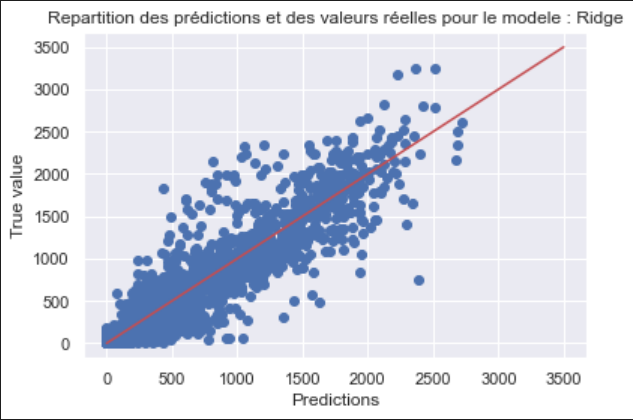 Repartition des prédictions et des valeurs réelles pour le modele : Ridge
3500
3000
2500
2000
1500
1000
500
0
True value
0 500 1000 1500 2000 2500 3000 3500
Predictions